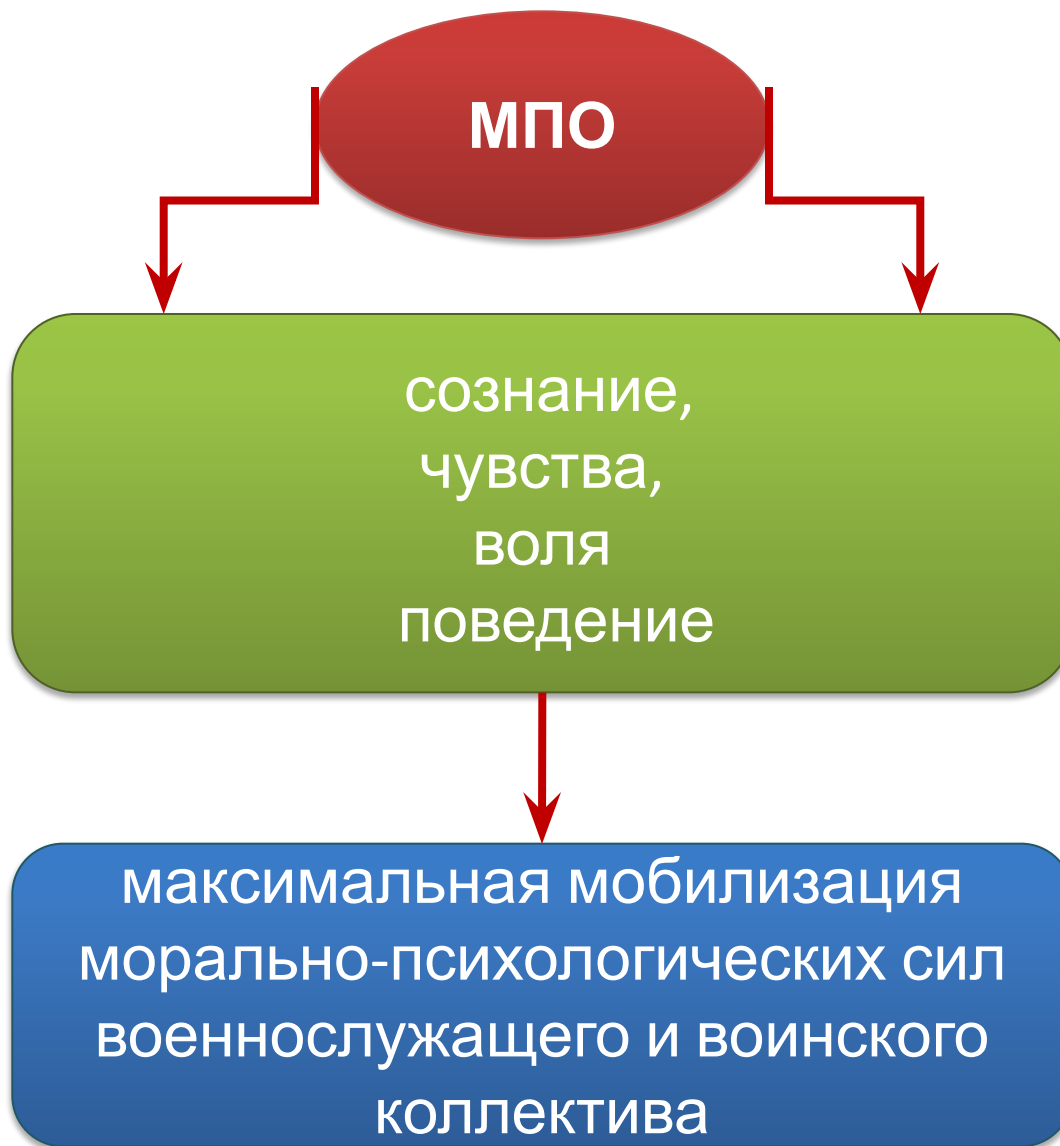 МПО
сознание,
чувства,
воля
поведение
максимальная мобилизация
морально-психологических сил
военнослужащего и воинского
коллектива